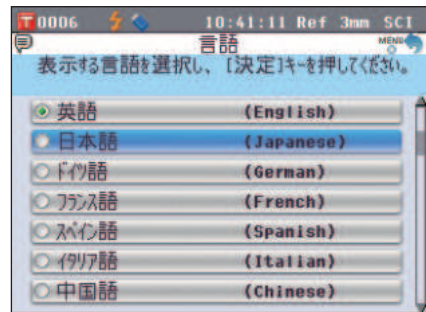 T0006 10:41:11 Ref 3mm SCI
言語 MENU
表示する言語を選択し、[決定]キーを押してください。
英語 (English)
日本語 (Japanese)
ドイツ語 (German)
フランス語 (French)
スペイン語 (Spanish)
イタリア語 (Italian)
中国語 (Chinese)